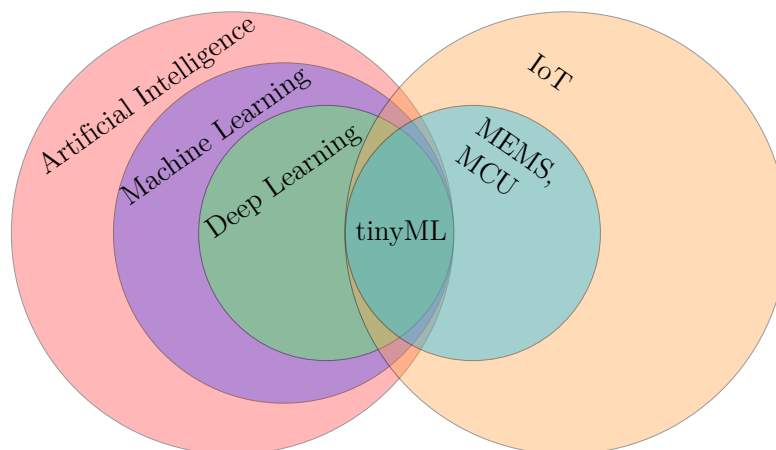 Artificial Intelligence
Machine Learning
Deep Learning
tinyML
IoT
MEMS,
MCU